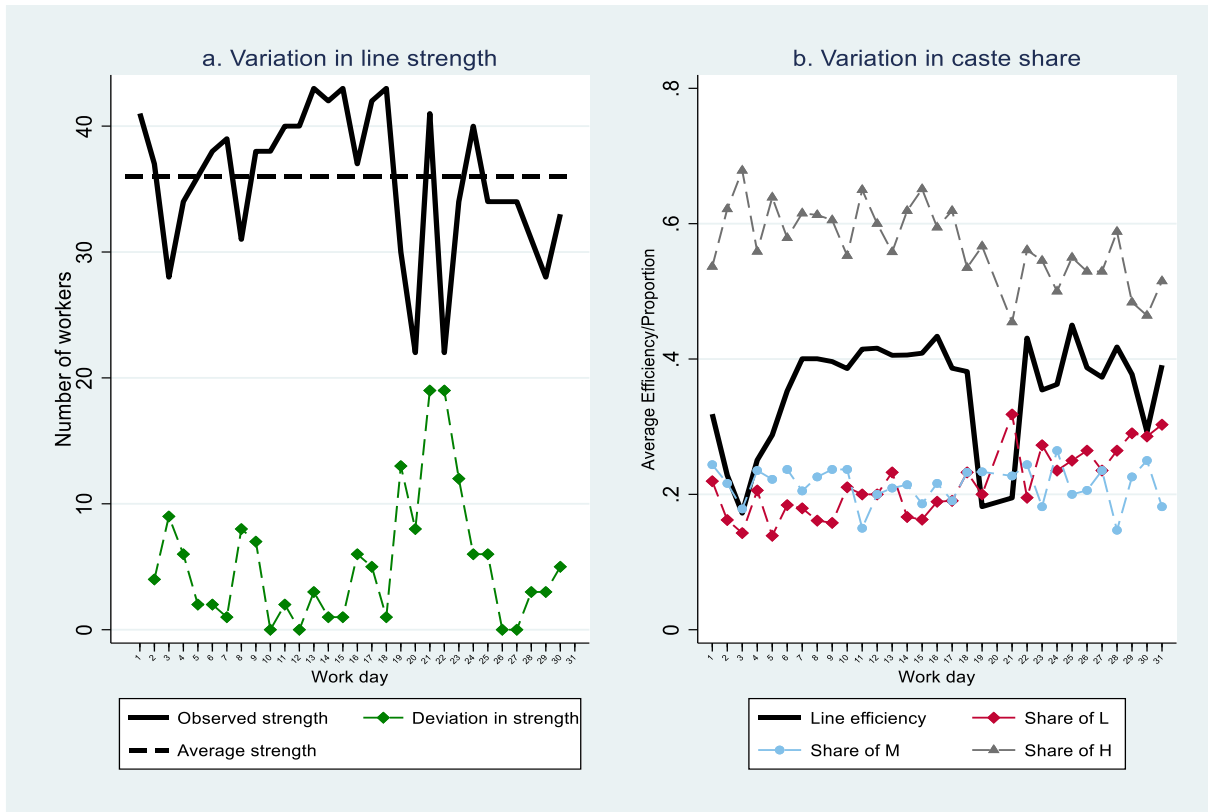 a. Variation in line strength
Number of workers
40
30
20
10
0
1 2 3 4 5 6 7 8 9 10 11 12 13 14 15 16 17 18 19 20 21 22 23 24 25 26 27 28 29 30 31
Work day
Observed strength
Deviation in strength
Average strength
b. Variation in caste share
Average Efficiency/Proportion
.8
.6
.4
.2
0
1 2 3 4 5 6 7 8 9 10 11 12 13 14 15 16 17 18 19 20 21 22 23 24 25 26 27 28 29 30 31
Work day
Line efficiency
Share of L
Share of M
Share of H